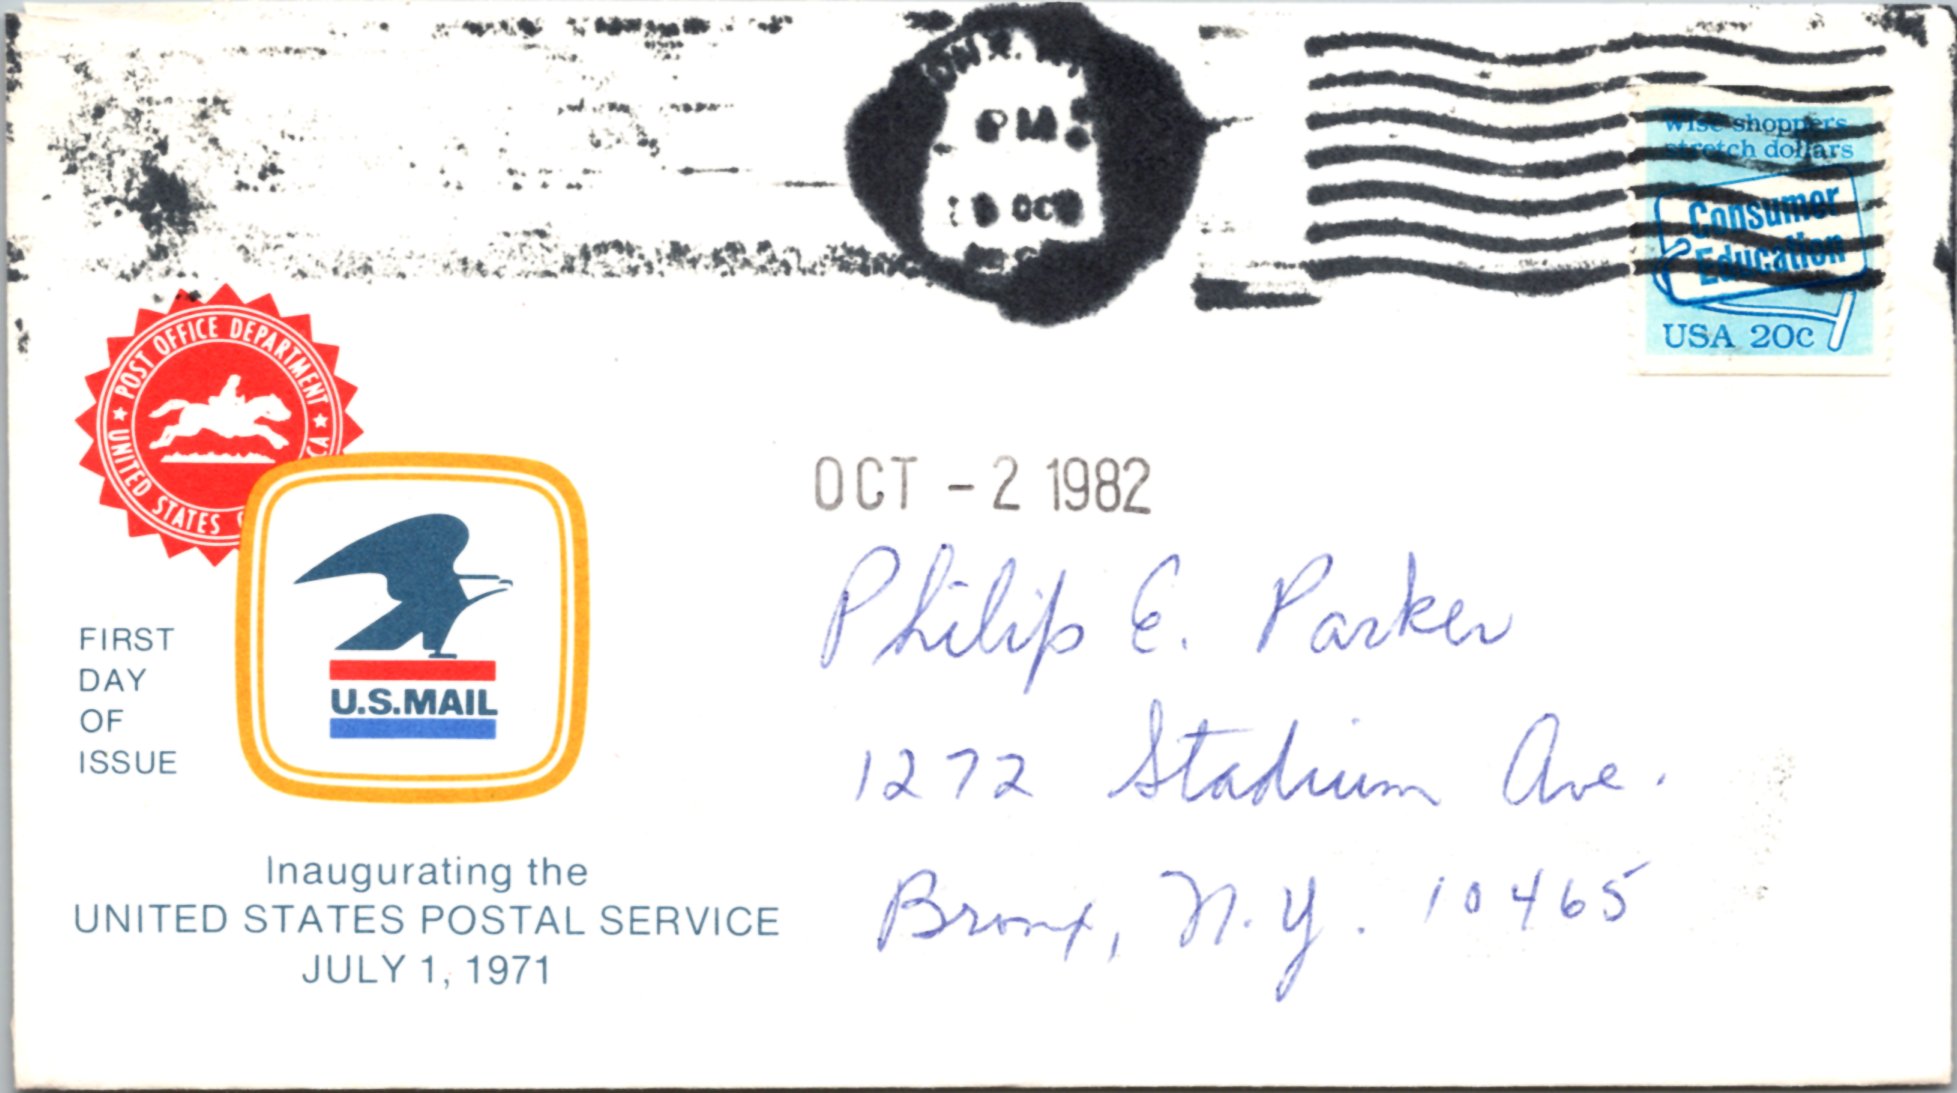 PM
OC
wise shoppers
stretch dollars
Consumer
Education
USA 20c
★ POST OFFICE DEPARTMENT ★
UNITED STATES
OCT - 2 1982
U.S.MAIL
FIRST
DAY
OF
ISSUE
Philip E. Parker
1272 Stadium Ave.
Bronx, N.Y. 10465
Inaugurating the
UNITED STATES POSTAL SERVICE
JULY 1, 1971